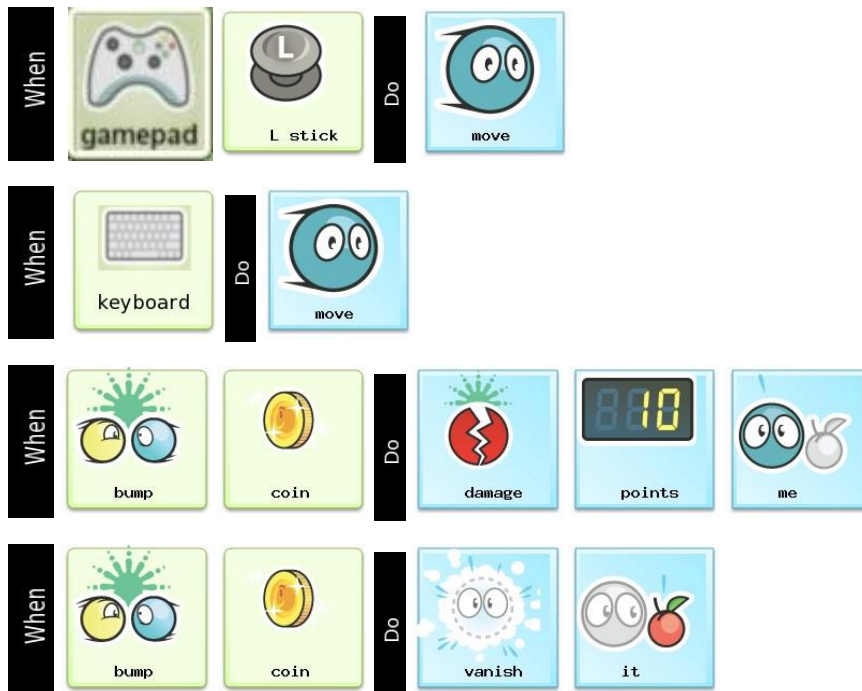 When gamepad L stick Do move
When keyboard Do move
When bump coin Do damage 10 points me
When bump coin Do vanish it